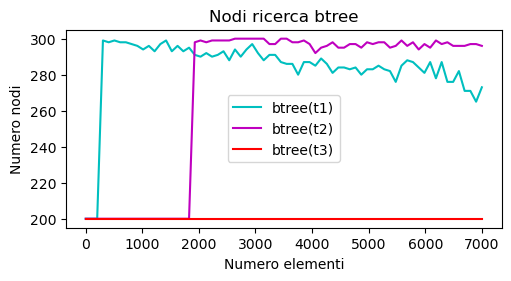 Nodi ricerca btree
Numero nodi
300
280
260
240
220
200
btree(t1)
btree(t2)
btree(t3)
0 1000 2000 3000 4000 5000 6000 7000
Numero elementi